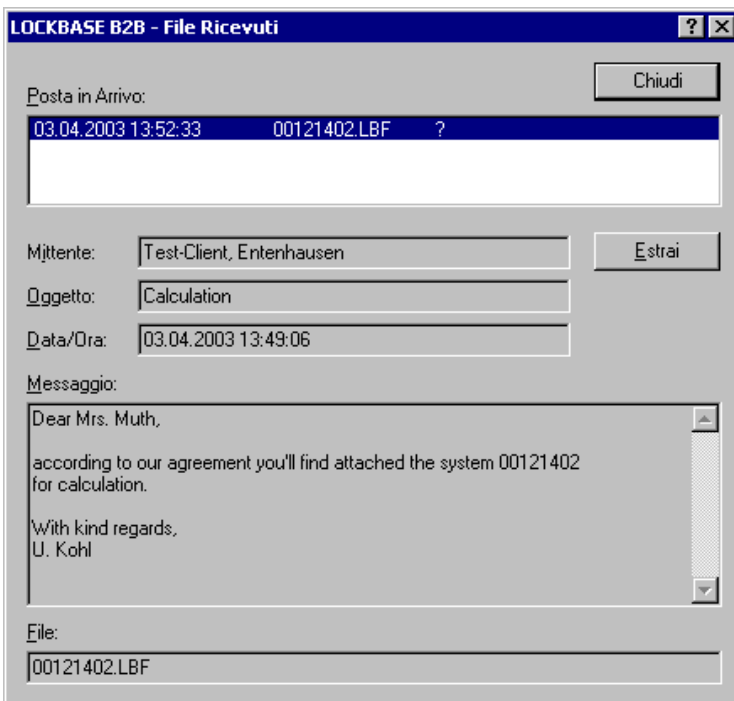 LOCKBASE B2B - File Ricevuti ? ×
Chiudi
Posta in Arrivo:
03.04.2003 13:52:33 00121402.LBF ?
Mittente: Test-Client, Entenhausen Estrai
Oggetto: Calculation
Data/Ora: 03.04.2003 13:49:06
Messaggio:
Dear Mrs. Muth,
according to our agreement you'll find attached the system 00121402
for calculation.
With kind regards,
U. Kohl
File:
00121402.LBF